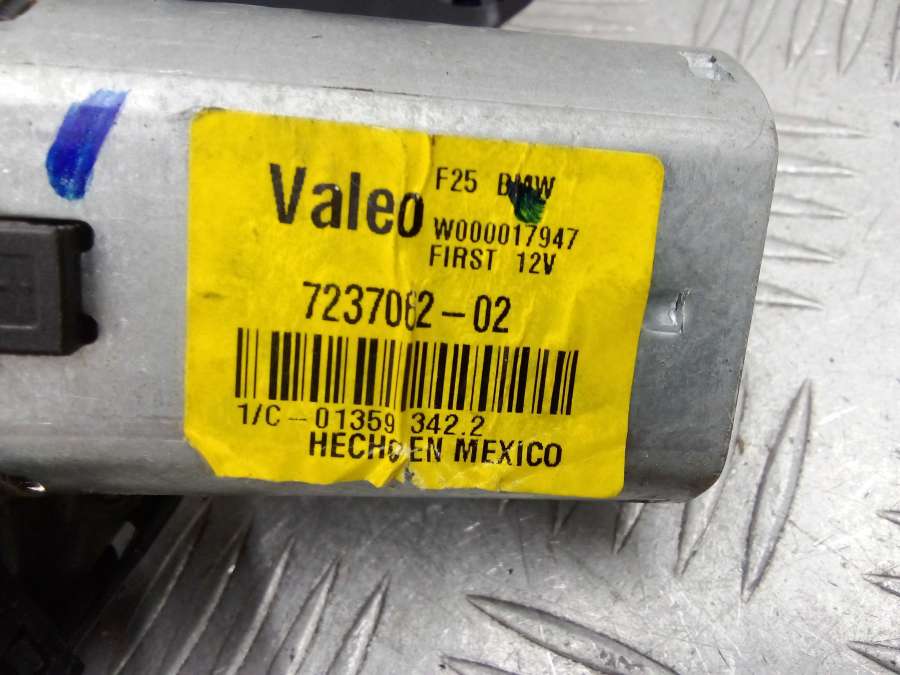 Valeo F25 BMW
W000017947
FIRST 12V
7237062-02
1/C-01359 342.2
HECHO EN MEXICO